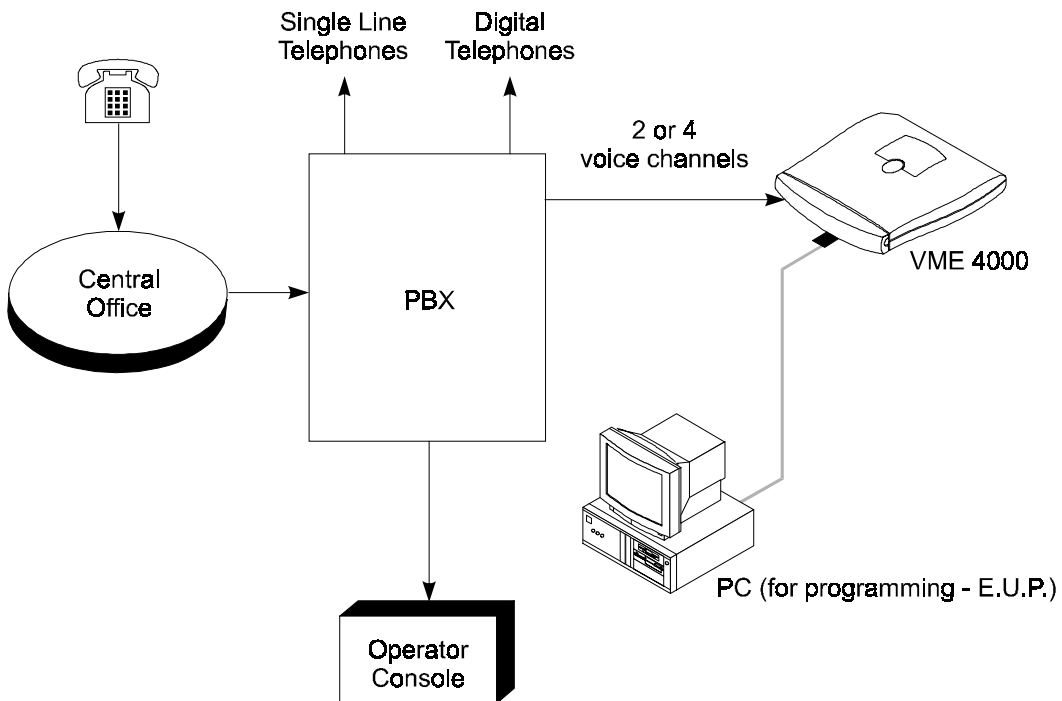 Single Line
Telephones
Digital
Telephones
2 or 4
voice channels
VME 4000
Central
Office
PBX
PC (for programming - E.U.P.)
Operator
Console